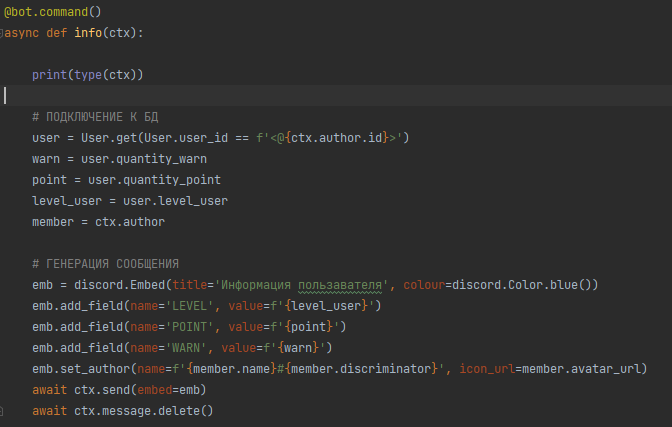 @bot.command()
async def info(ctx):
print(type(ctx))
# ПОДКЛЮЧЕНИЕ К БД
user = User.get(User.user_id == f'<@{ctx.author.id}>')
warn = user.quantity_warn
point = user.quantity_point
level_user = user.level_user
member = ctx.author
# ГЕНЕРАЦИЯ СООБЩЕНИЯ
emb = discord.Embed(title='Информация пользавателя', colour=discord.Color.blue())
emb.add_field(name='LEVEL', value=f'{level_user}')
emb.add_field(name='POINT', value=f'{point}')
emb.add_field(name='WARN', value=f'{warn}')
emb.set_author(name=f'{member.name}#{member.discriminator}', icon_url=member.avatar_url)
await ctx.send(embed=emb)
await ctx.message.delete()